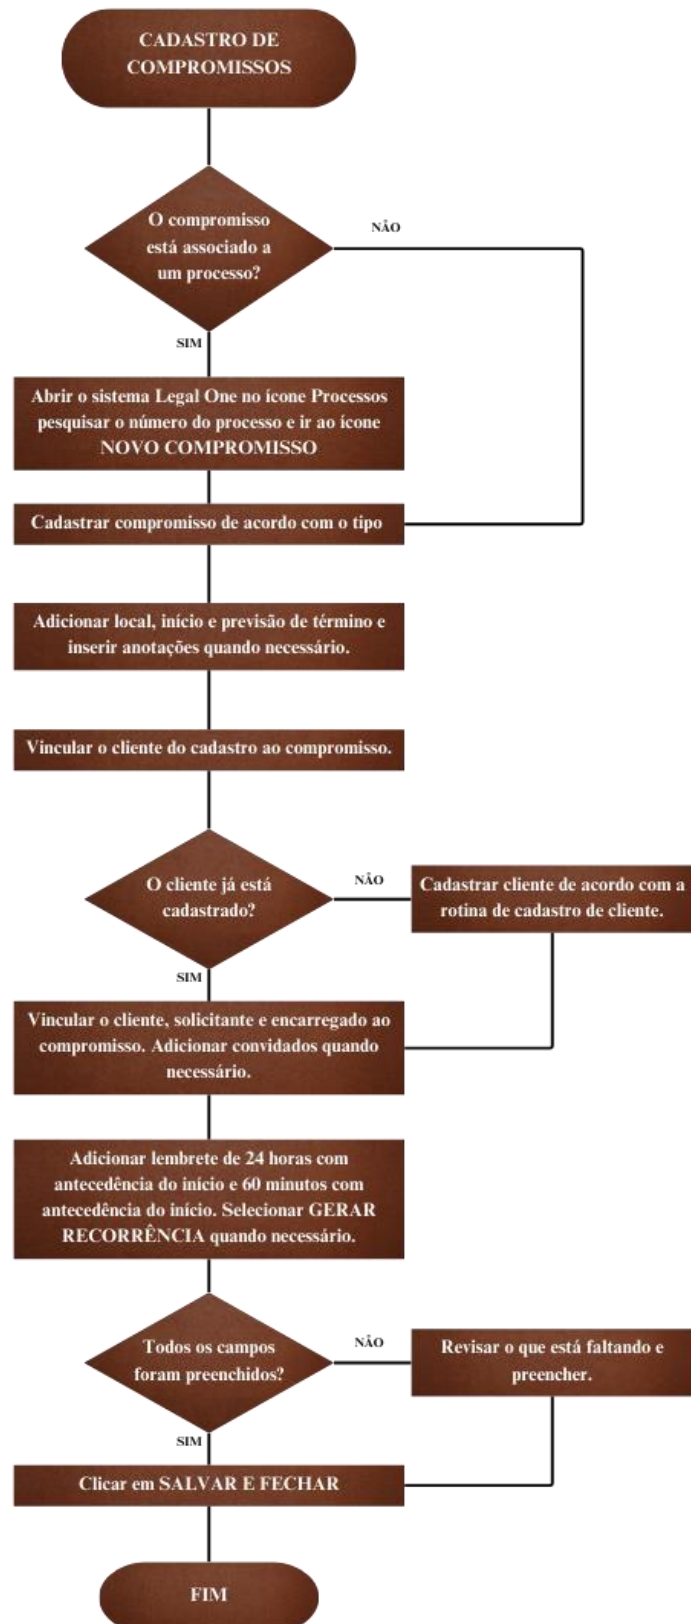 CADASTRO DE
COMPROMISSOS
O compromisso
está associado a
um processo?
NÃO
SIM
Abrir o sistema Legal One no ícone Processos
pesquisar o número do processo e ir ao ícone
NOVO COMPROMISSO
Cadastrar compromisso de acordo com o tipo
Adicionar local, início e previsão de término e
inserir anotações quando necessário.
Vincular o cliente do cadastro ao compromisso.
O cliente já está
cadastrado?
NÃO
Cadastrar cliente de acordo com a
rotina de cadastro de cliente.
SIM
Vincular o cliente, solicitante e encarregado ao
compromisso. Adicionar convidados quando
necessário.
Adicionar lembrete de 24 horas com
antecedência do início e 60 minutos com
antecedência do início. Selecionar GERAR
RECORRÊNCIA quando necessário.
Todos os campos
foram preenchidos?
NÃO
Revisar o que está faltando e
preencher.
SIM
Clicar em SALVAR E FECHAR
FIM